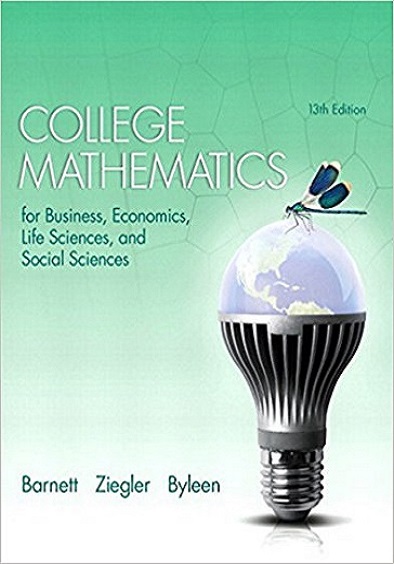 13th Edition
COLLEGE
MATHEMATICS
for Business, Economics,
Life Sciences, and
Social Sciences
Barnett Ziegler Byleen